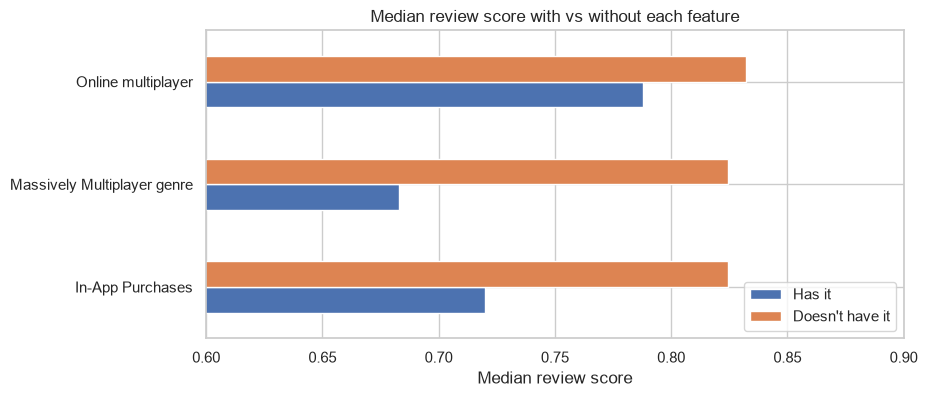 Median review score with vs without each feature
Online multiplayer
Massively Multiplayer genre
In-App Purchases
Has it
Doesn't have it
0.60 0.65 0.70 0.75 0.80 0.85 0.90
Median review score